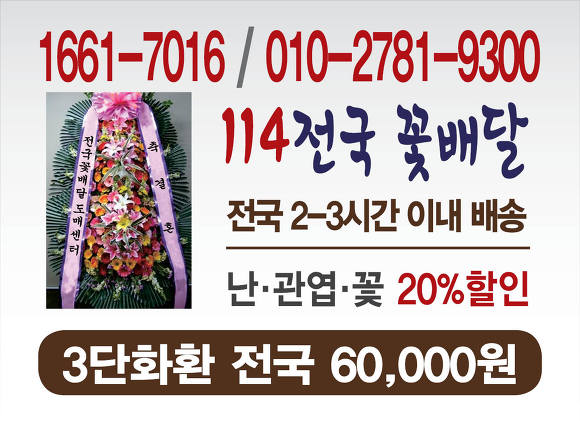 1661-7016 / 010-2781-9300
114전국 꽃배달
전국 2-3시간 이내 배송
난·관엽·꽃 20%할인
3단화환 전국 60,000원
전국꽃배달도매센터
축결혼